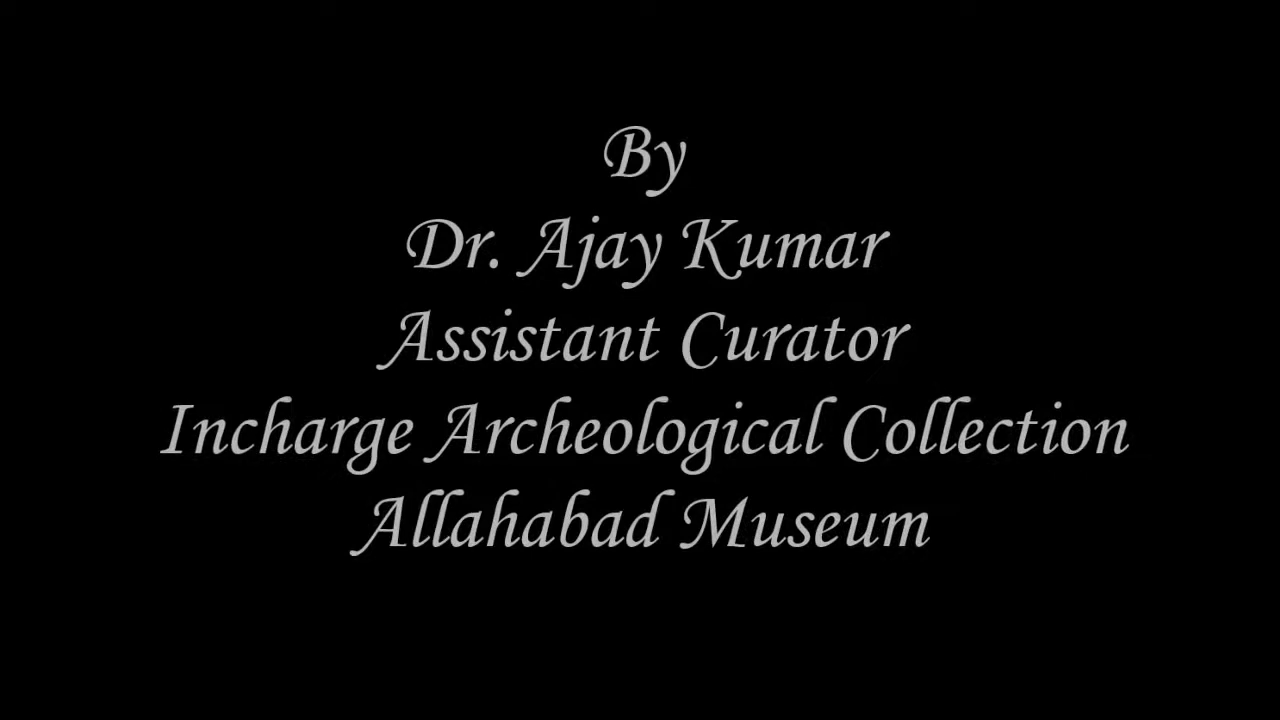 By
Dr. Ajay Kumar
Assistant Curator
Incharge Archeological Collection
Allahabad Museum